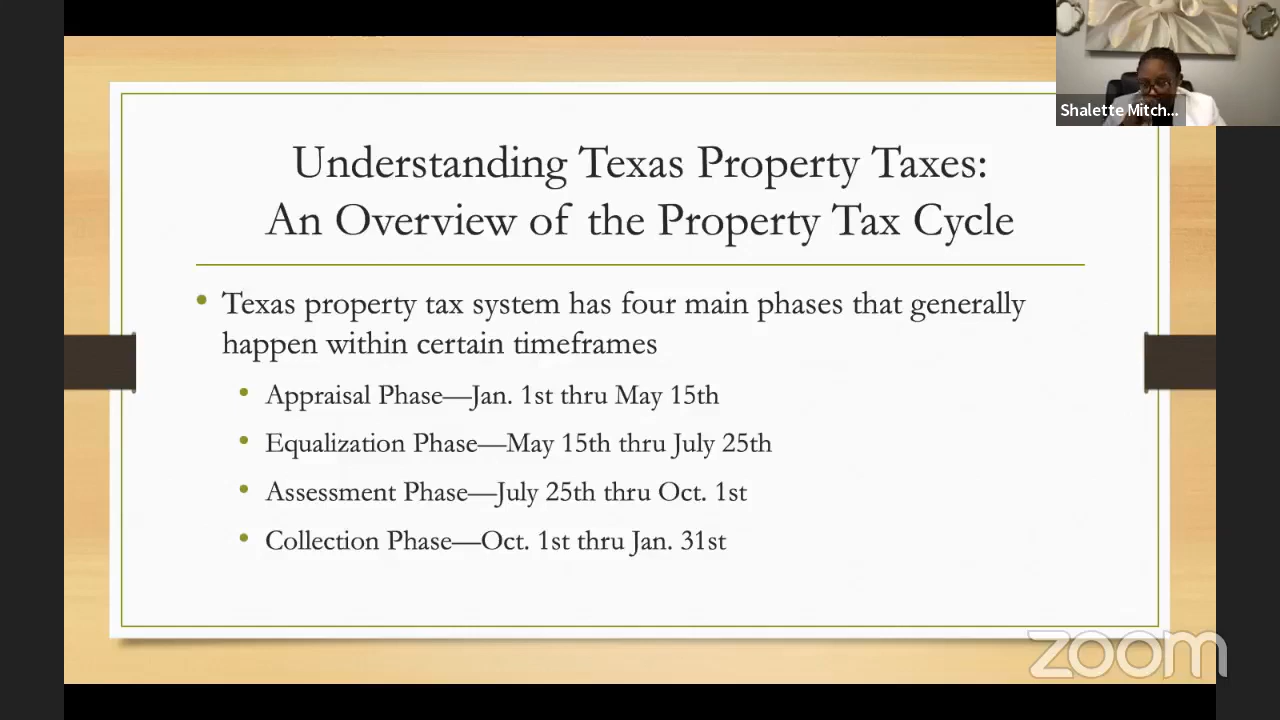 Shalette Mitch...
Understanding Texas Property Taxes:
An Overview of the Property Tax Cycle
• Texas property tax system has four main phases that generally
happen within certain timeframes
• Appraisal Phase—Jan. 1st thru May 15th
• Equalization Phase—May 15th thru July 25th
• Assessment Phase—July 25th thru Oct. 1st
• Collection Phase—Oct. 1st thru Jan. 31st
zoom